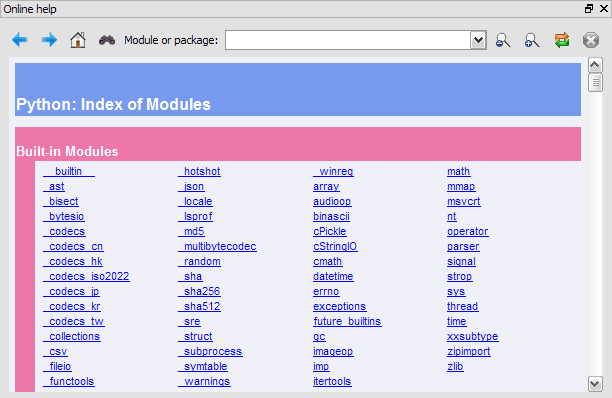 Online help
Module or package:
Python: Index of Modules
Built-in Modules
__builtin__ _hotshot _winreg math
_ast _json array mmap
_bisect _locale audioop msvcrt
_bytesio _lsprof binascii nt
_codecs _md5 cPickle operator
_codecs_cn _multibytecodec cStringIO parser
_codecs_hk _random cmath signal
_codecs_iso2022 _sha datetime strop
_codecs_jp _sha256 errno sys
_codecs_kr _sha512 exceptions thread
_codecs_tw _sre future_builtins time
_collections _struct gc xxsubtype
_csv _subprocess imageop zipimport
_fileio _symtable imp zlib
_functools _warnings itertools